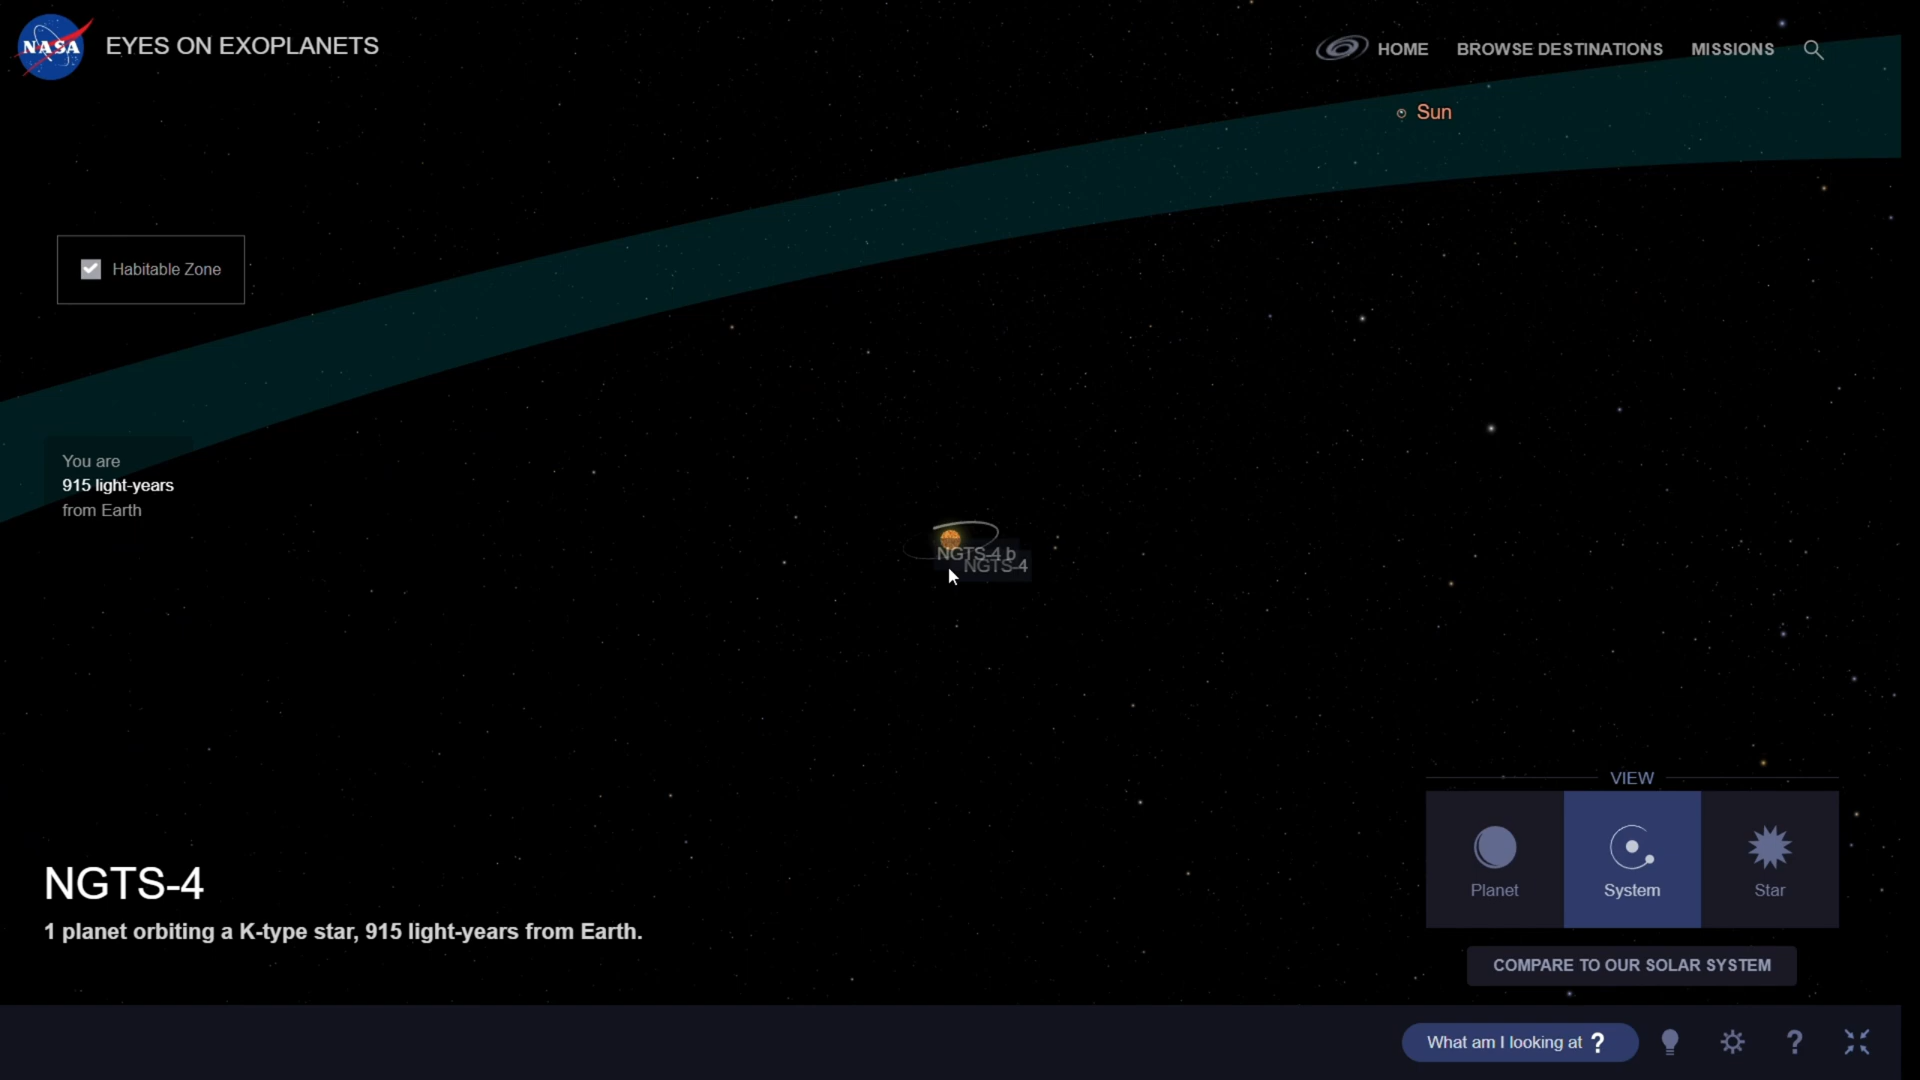 NASA
EYES ON EXOPLANETS
HOME
BROWSE DESTINATIONS
MISSIONS
Sun
Habitable Zone
You are
915 light-years
from Earth
NGTS-4 b
NGTS-4
VIEW
Planet
System
Star
NGTS-4
1 planet orbiting a K-type star, 915 light-years from Earth.
COMPARE TO OUR SOLAR SYSTEM
What am I looking at ?
?